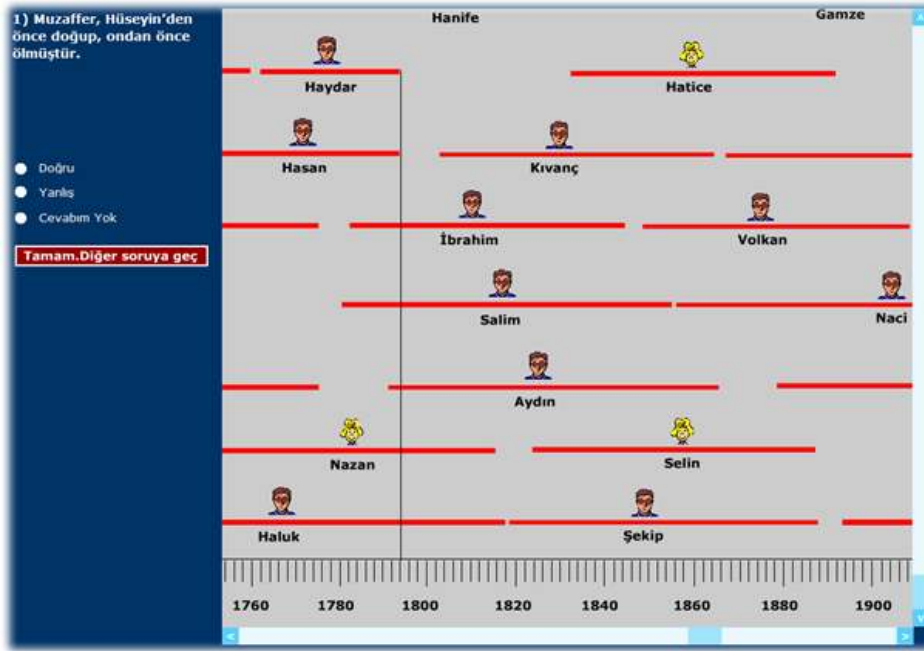 1) Muzaffer, Hüseyin’den
önce doğup, ondan önce
ölmüştür.
Doğru
Yanlış
Cevabım Yok
Tamam.Diğer soruya geç
Hanife
Gamze
Haydar
Hatice
Hasan
Kıvanç
İbrahim
Volkan
Salim
Naci
Aydın
Nazan
Selin
Haluk
Şekip
1760 1780 1800 1820 1840 1860 1880 1900